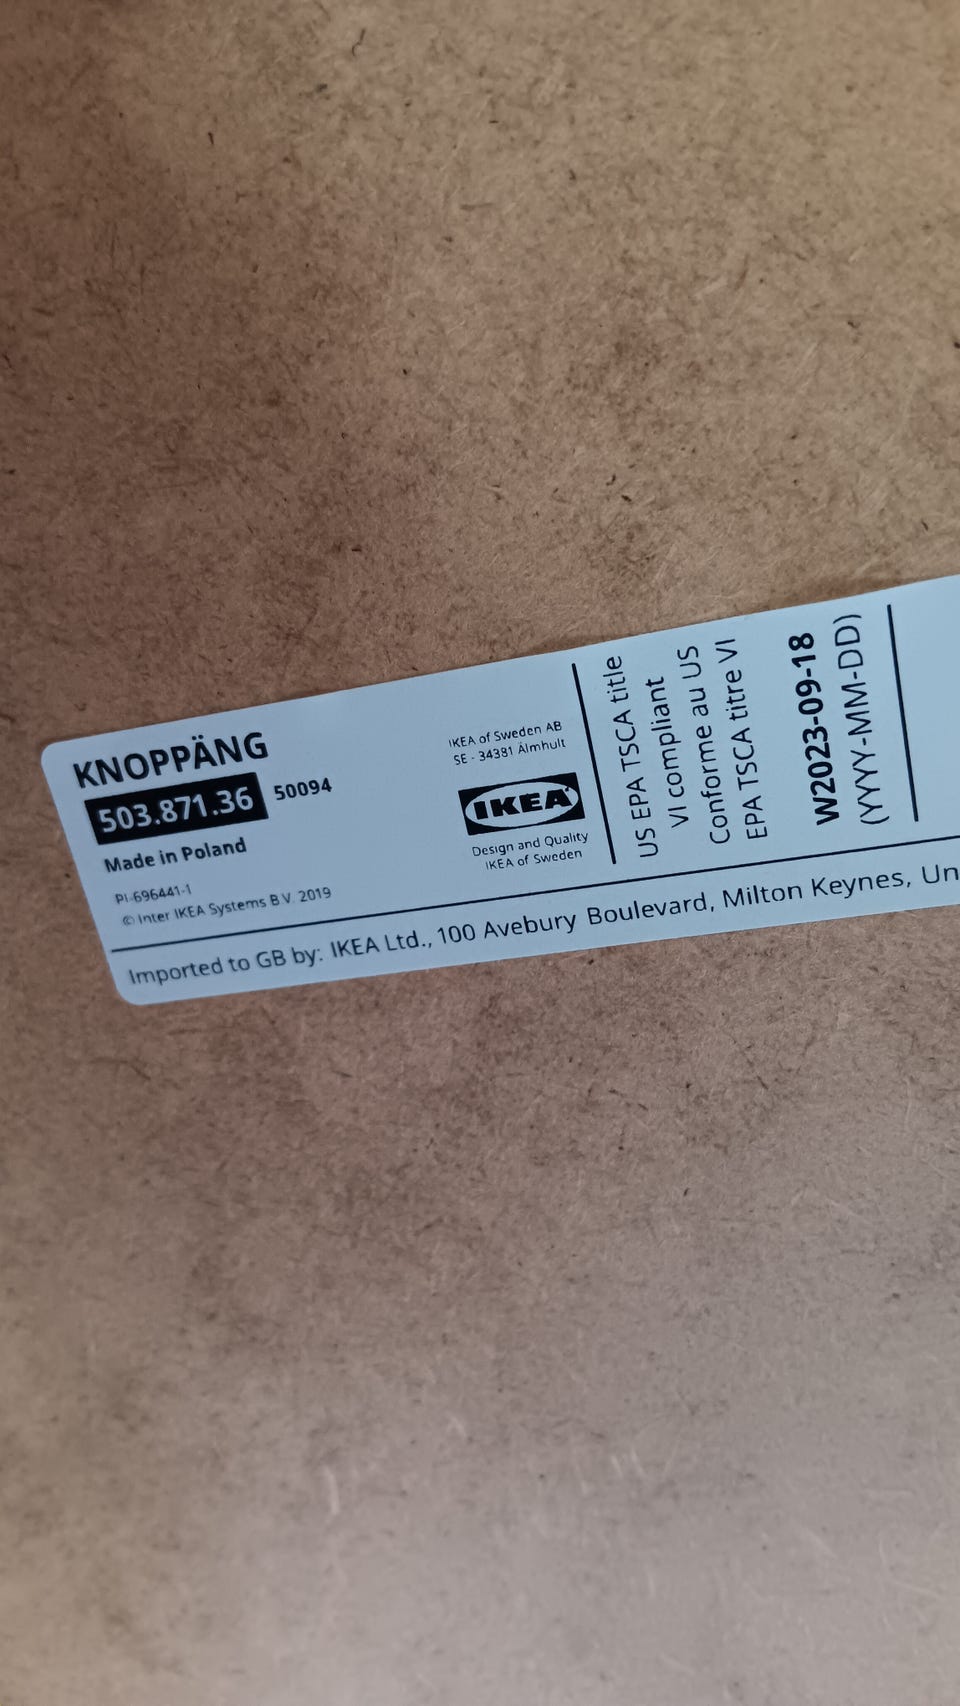 KNOPPÄNG
503.871.36 50094
Made in Poland
PI-696441-1
© Inter IKEA Systems B.V. 2019
IKEA of Sweden AB
SE - 34381 Älmhult
IKEA
Design and Quality
IKEA of Sweden
US EPA TSCA title
VI compliant
Conforme au US
EPA TSCA titre VI
W2023-09-18
(YYYY-MM-DD)
Imported to GB by: IKEA Ltd., 100 Avebury Boulevard, Milton Keynes, Un